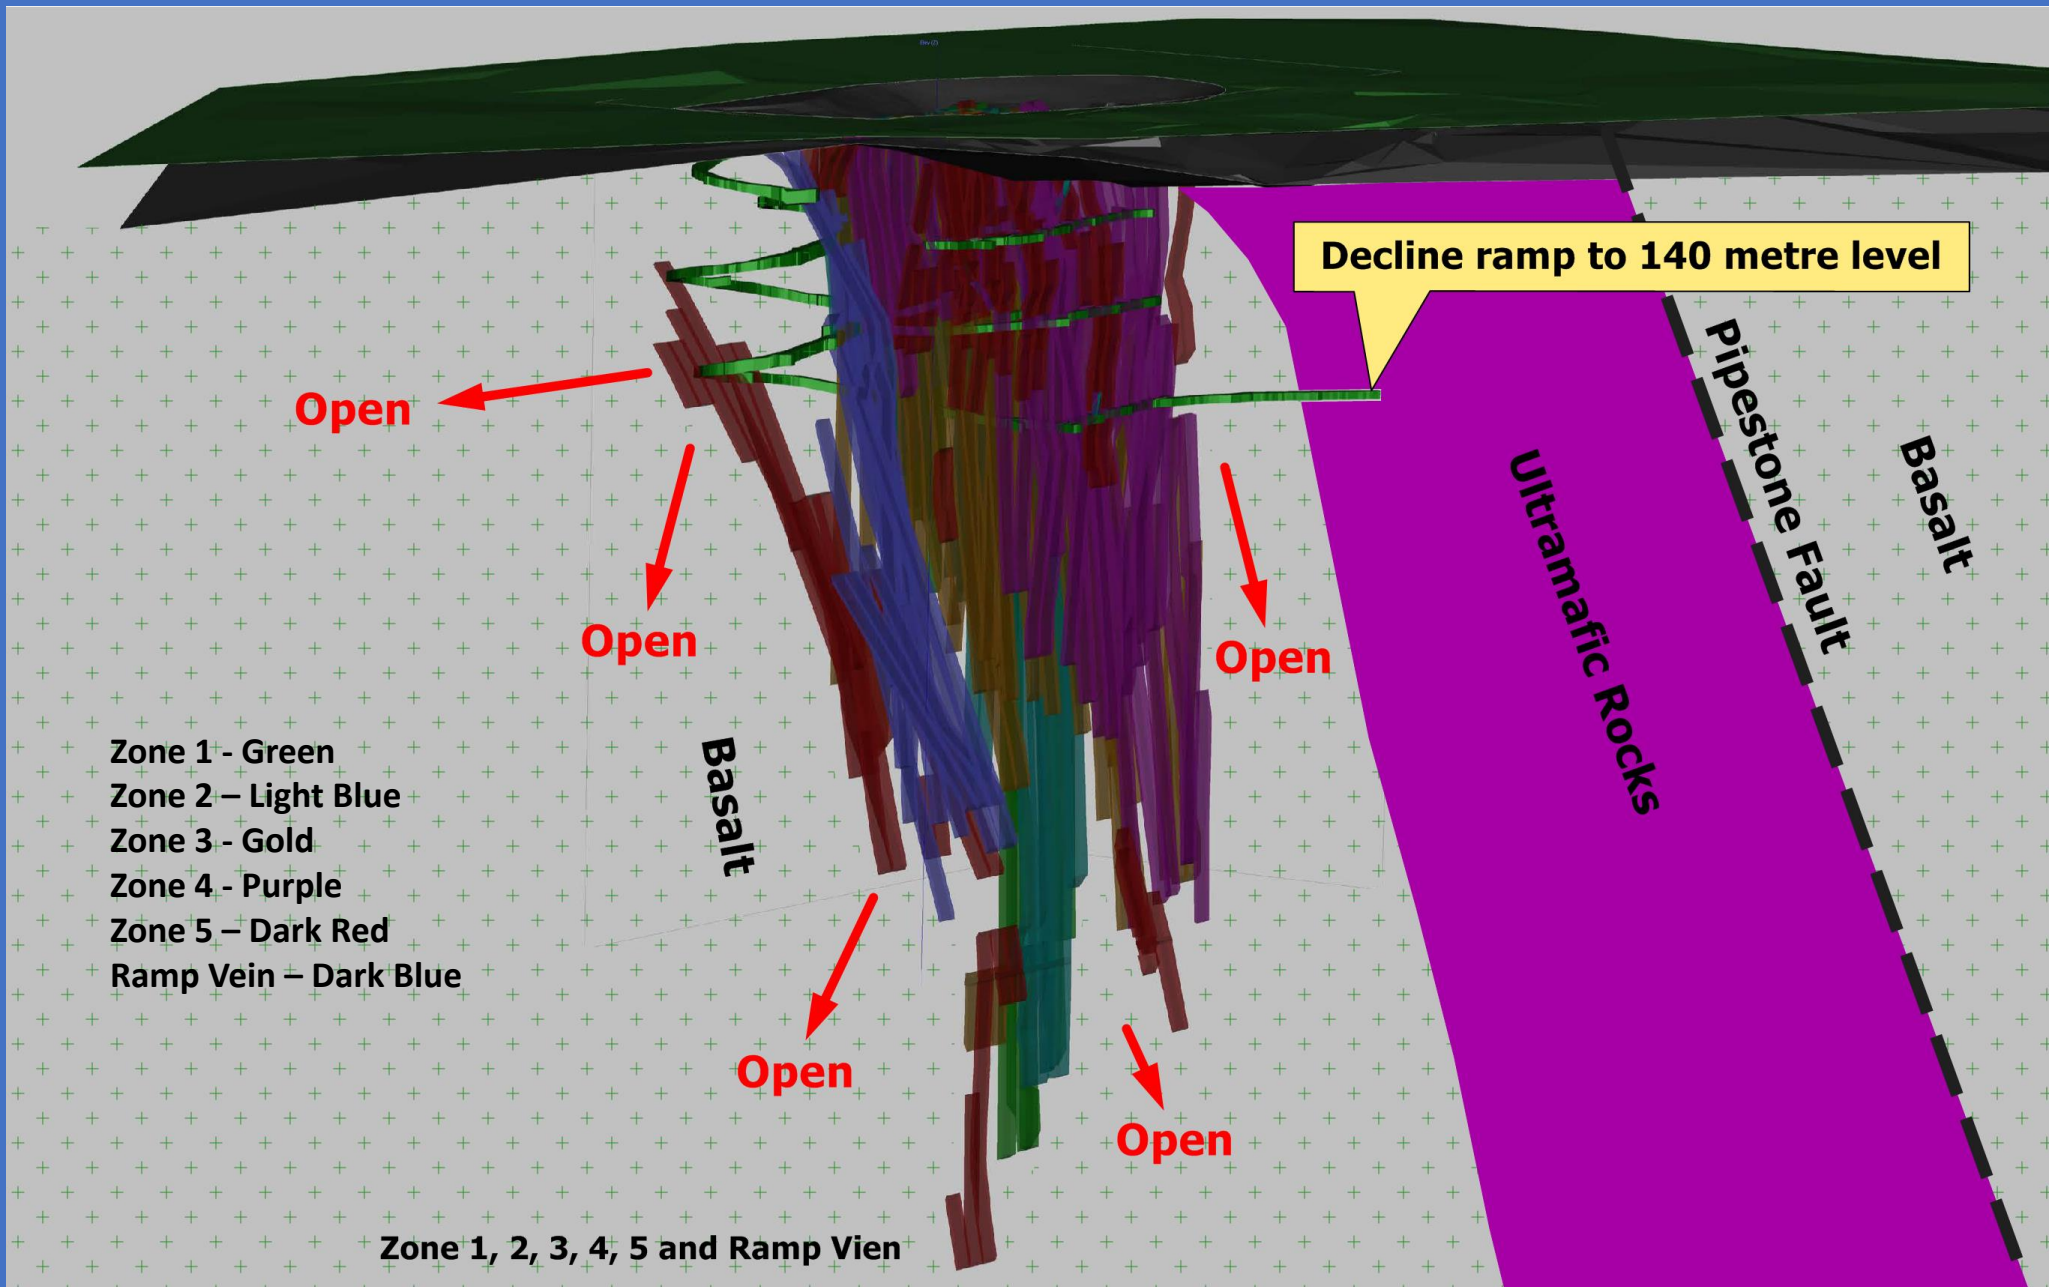 Elev (Z)
Decline ramp to 140 metre level
Pipestone Fault
Basalt
Open
Ultramafic Rocks
Open
Open
Basalt
Zone 1 - Green
Zone 2 – Light Blue
Zone 3 - Gold
Zone 4 - Purple
Zone 5 – Dark Red
Ramp Vein – Dark Blue
Open
Open
Zone 1, 2, 3, 4, 5 and Ramp Vien